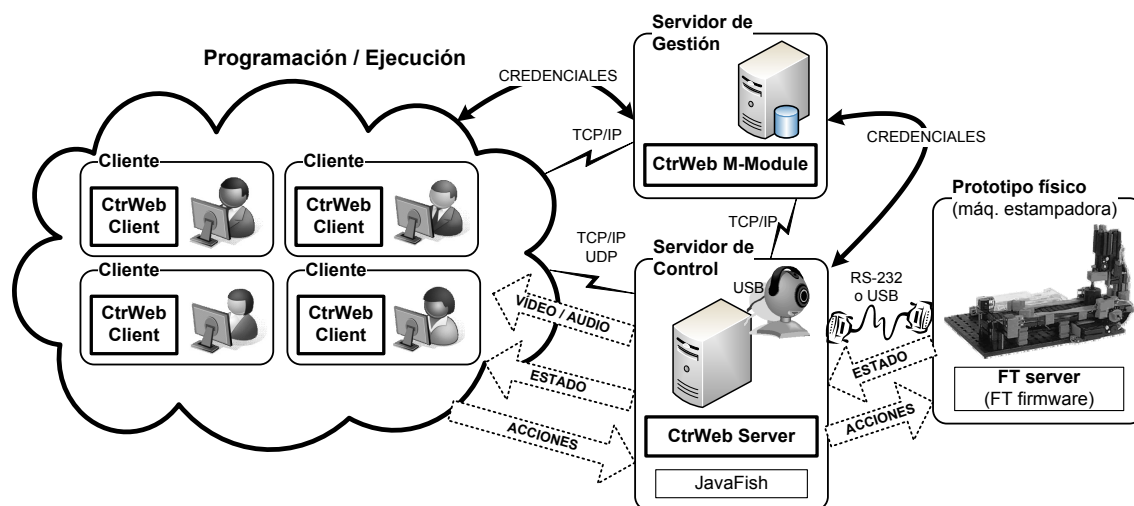 Programación / Ejecución
Servidor de
Gestión
CREDENCIALES
TCP/IP
CtrWeb M-Module
CREDENCIALES
Cliente
CtrWeb
Client
Cliente
CtrWeb
Client
Cliente
CtrWeb
Client
Cliente
CtrWeb
Client
TCP/IP
UDP
VÍDEO / AUDIO
ESTADO
ACCIONES
TCP/IP
Servidor de
Control
USB
CtrWeb Server
JavaFish
RS-232
o USB
ESTADO
ACCIONES
Prototipo físico
(máq. estampadora)
FT server
(FT firmware)